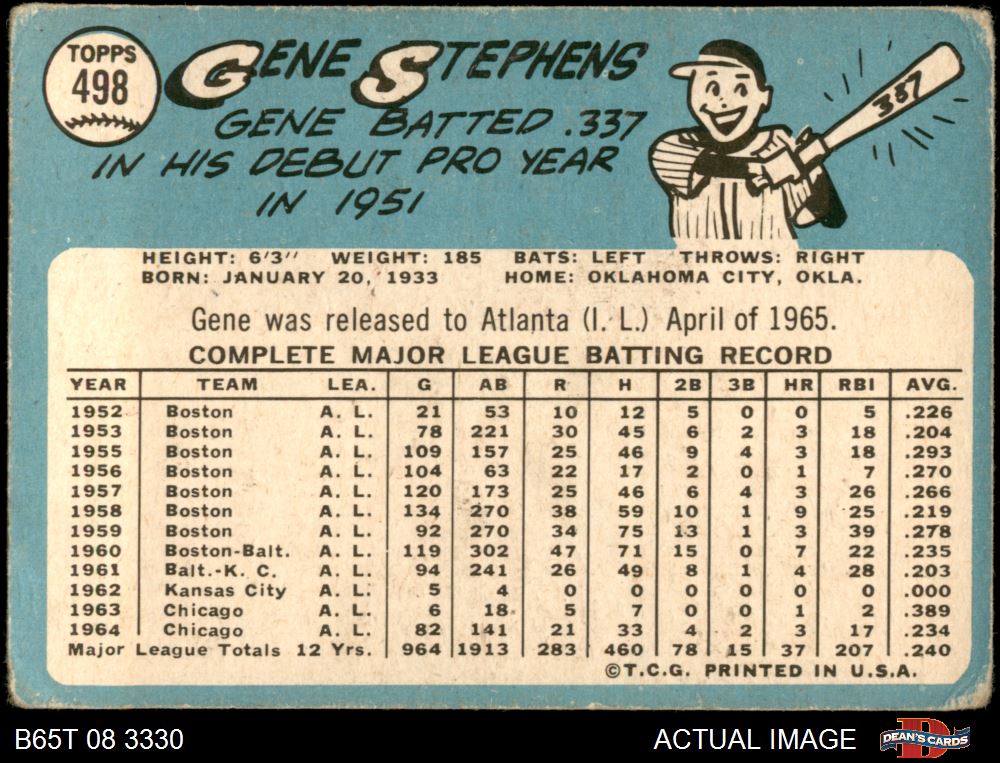 TOPPS
498
GENE STEPHENS
GENE BATTED .337
IN HIS DEBUT PRO YEAR
IN 1951
337
HEIGHT: 6'3" WEIGHT: 185 BATS: LEFT THROWS: RIGHT
BORN: JANUARY 20, 1933 HOME: OKLAHOMA CITY, OKLA.
Gene was released to Atlanta (I. L.) April of 1965.
COMPLETE MAJOR LEAGUE BATTING RECORD
YEAR TEAM LEA. G AB R H 2B 3B HR RBI AVG.
1952 Boston A. L. 21 53 10 12 5 0 0 5 .226
1953 Boston A. L. 78 221 30 45 6 2 3 18 .204
1955 Boston A. L. 109 157 25 46 9 4 3 18 .293
1956 Boston A. L. 104 63 22 17 2 0 1 7 .270
1957 Boston A. L. 120 173 25 46 6 4 3 26 .266
1958 Boston A. L. 134 270 38 59 10 1 9 25 .219
1959 Boston A. L. 92 270 34 75 13 1 3 39 .278
1960 Boston-Balt. A. L. 119 302 47 71 15 0 7 22 .235
1961 Balt.-K. C. A. L. 94 241 26 49 8 1 4 28 .203
1962 Kansas City A. L. 5 4 0 0 0 0 0 0 .000
1963 Chicago A. L. 6 18 5 7 0 0 1 2 .389
1964 Chicago A. L. 82 141 21 33 4 2 3 17 .234
Major League Totals 12 Yrs. 964 1913 283 460 78 15 37 207 .240
©T.C.G. PRINTED IN U.S.A.
B65T 08 3330
ACTUAL IMAGE
D
DEAN'S CARDS